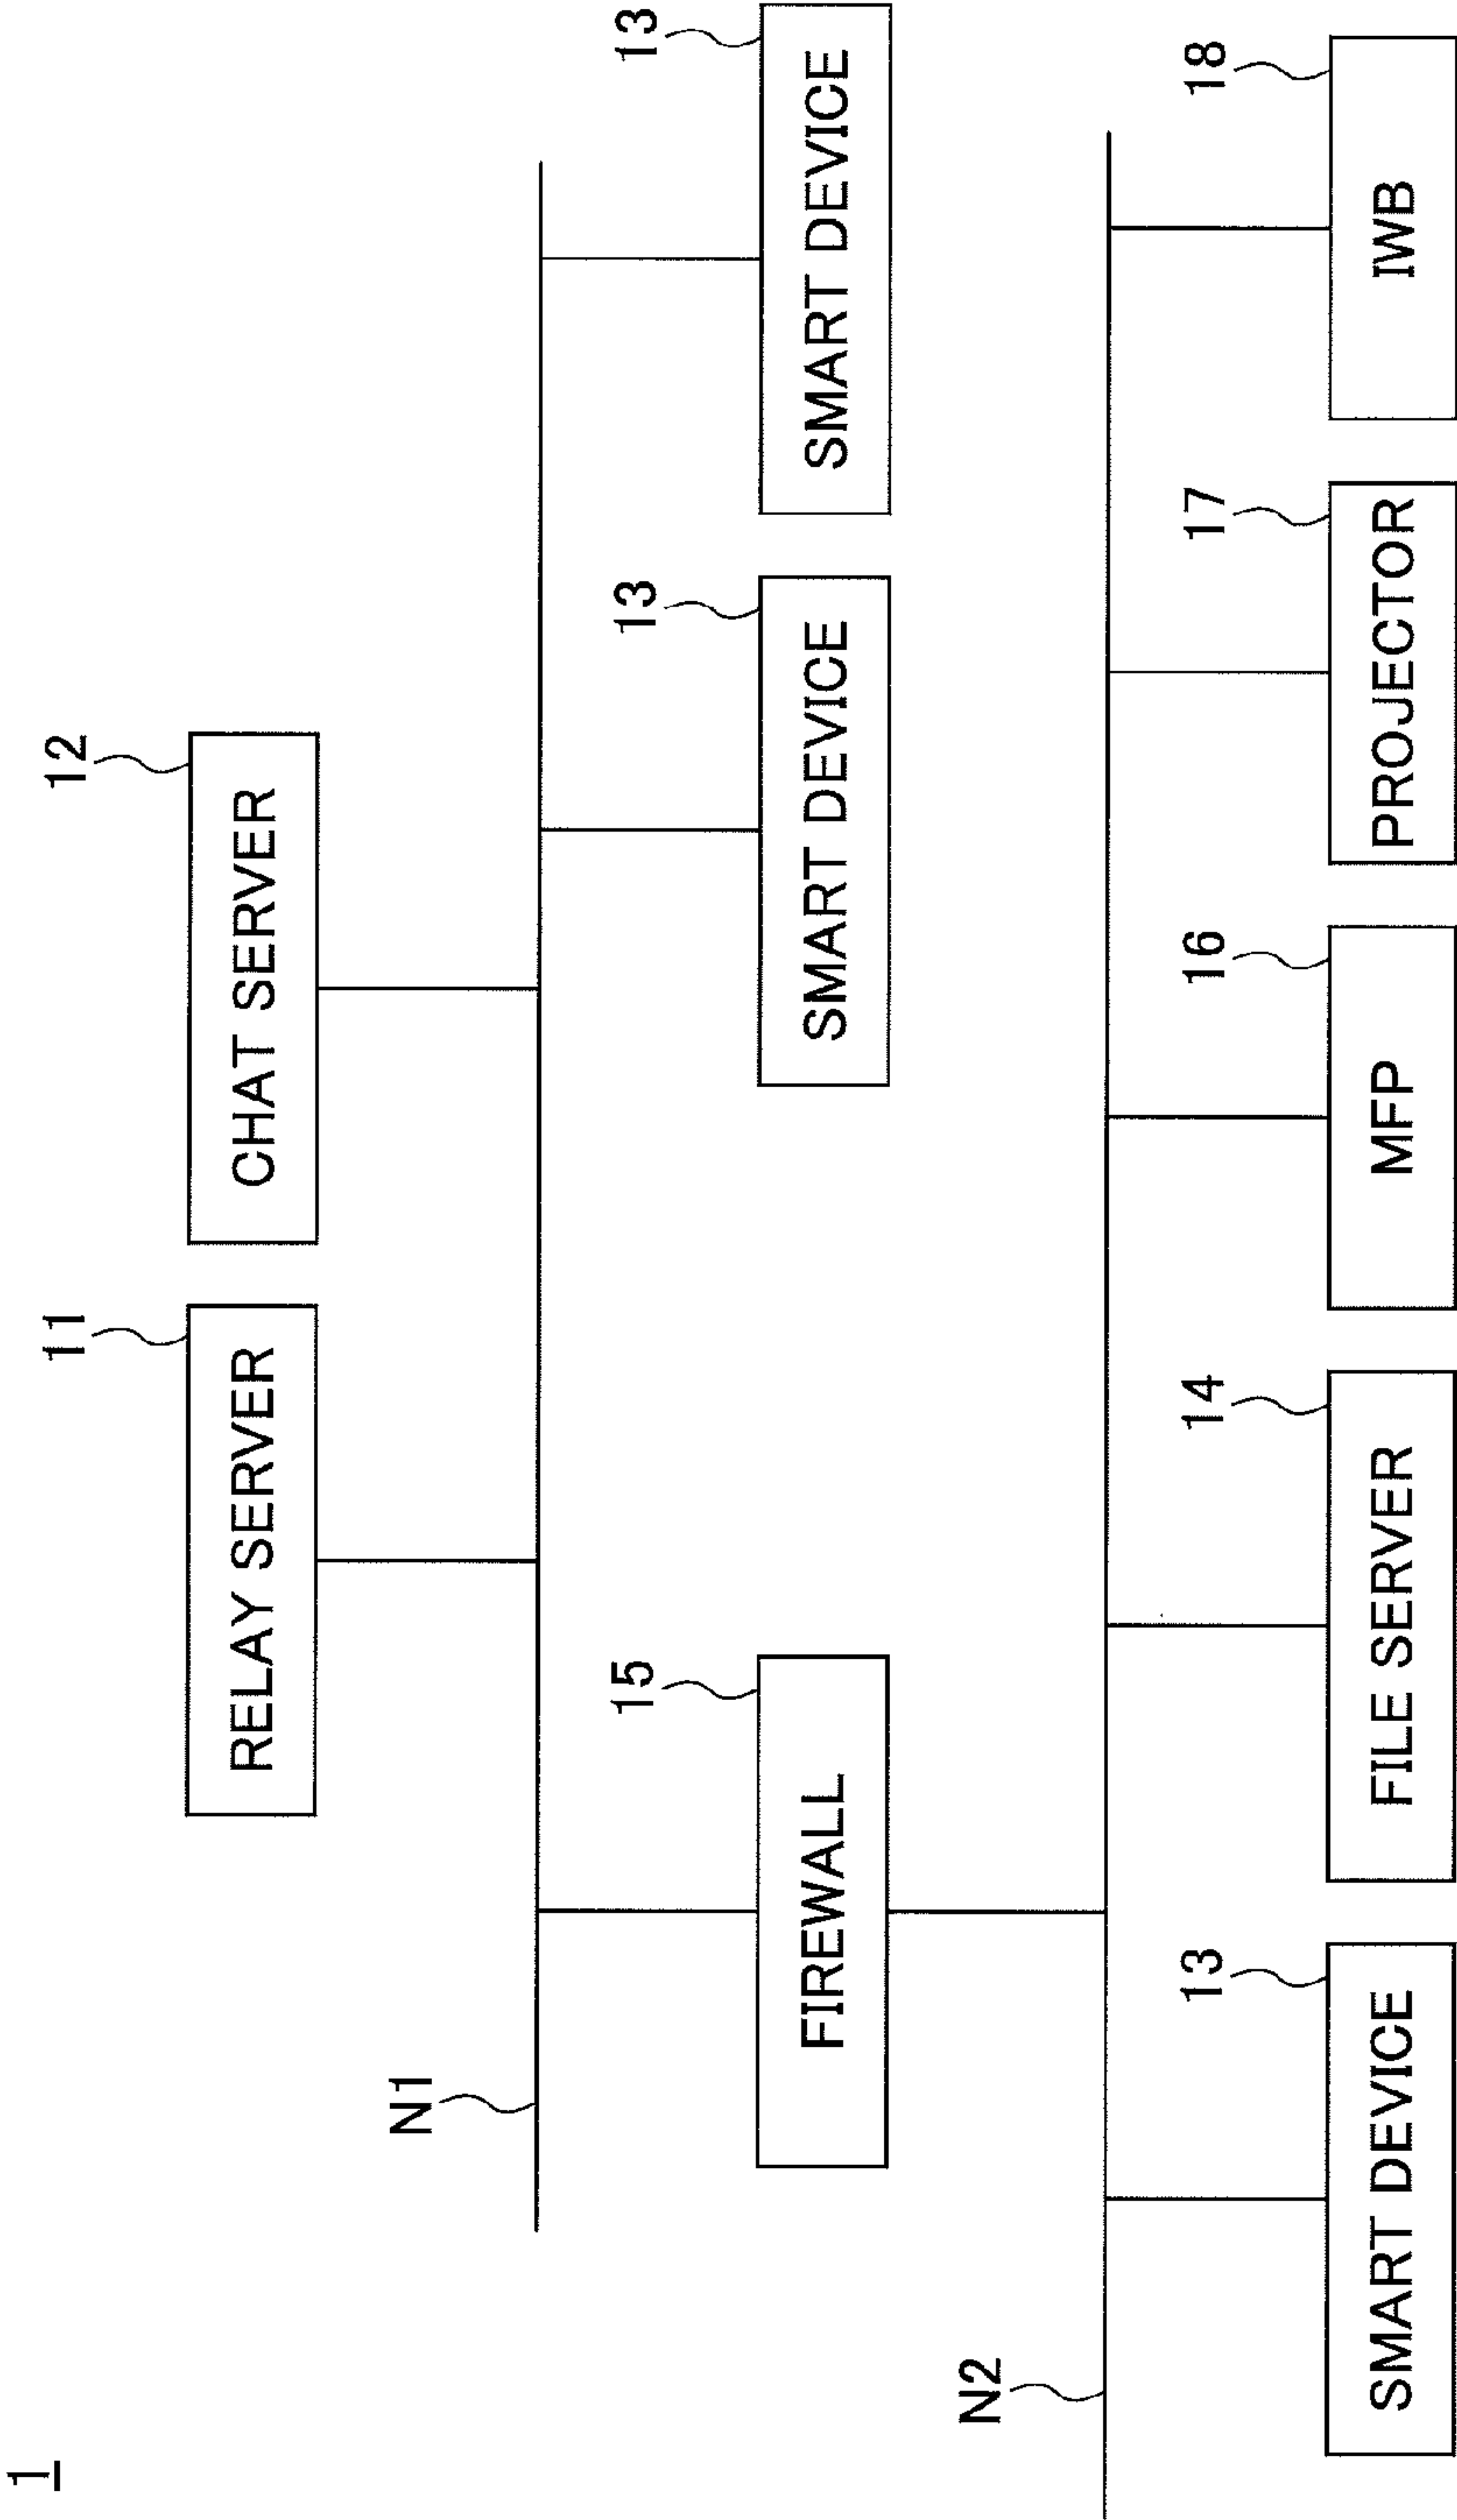 1
11
RELAY SERVER
12
CHAT SERVER
N1
15
FIREWALL
13
SMART DEVICE
13
SMART DEVICE
N2
13
SMART DEVICE
14
FILE SERVER
16
MFP
17
PROJECTOR
18
IWB